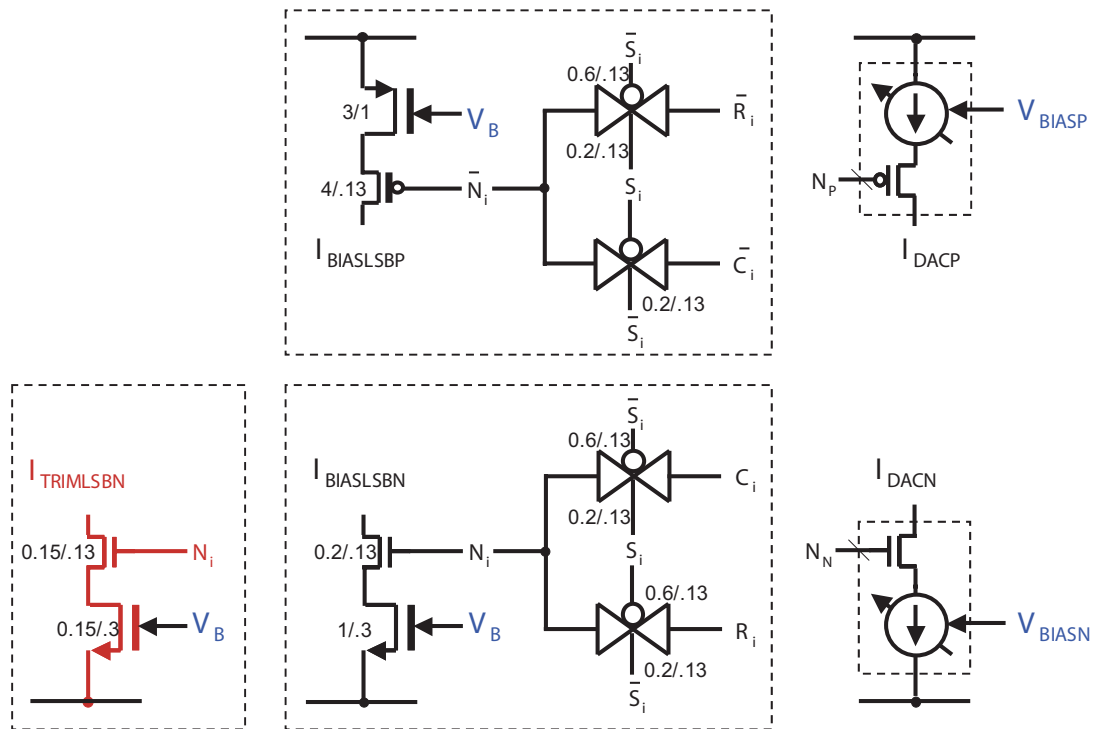 S̄i
0.6/.13
3/1
VB
R̄i
VBIASP
0.2/.13
4/.13
N̄i
Si
NP
IBIASLSBP
C̄i
IDACP
0.2/.13
S̄i
S̄i
0.6/.13
ITRIMLSBN
IBIASLSBN
Ci
IDACN
0.2/.13
0.15/.13
Ni
0.2/.13
Ni
Si
NN
0.6/.13
0.15/.3
VB
1/.3
VB
Ri
VBIASN
0.2/.13
S̄i